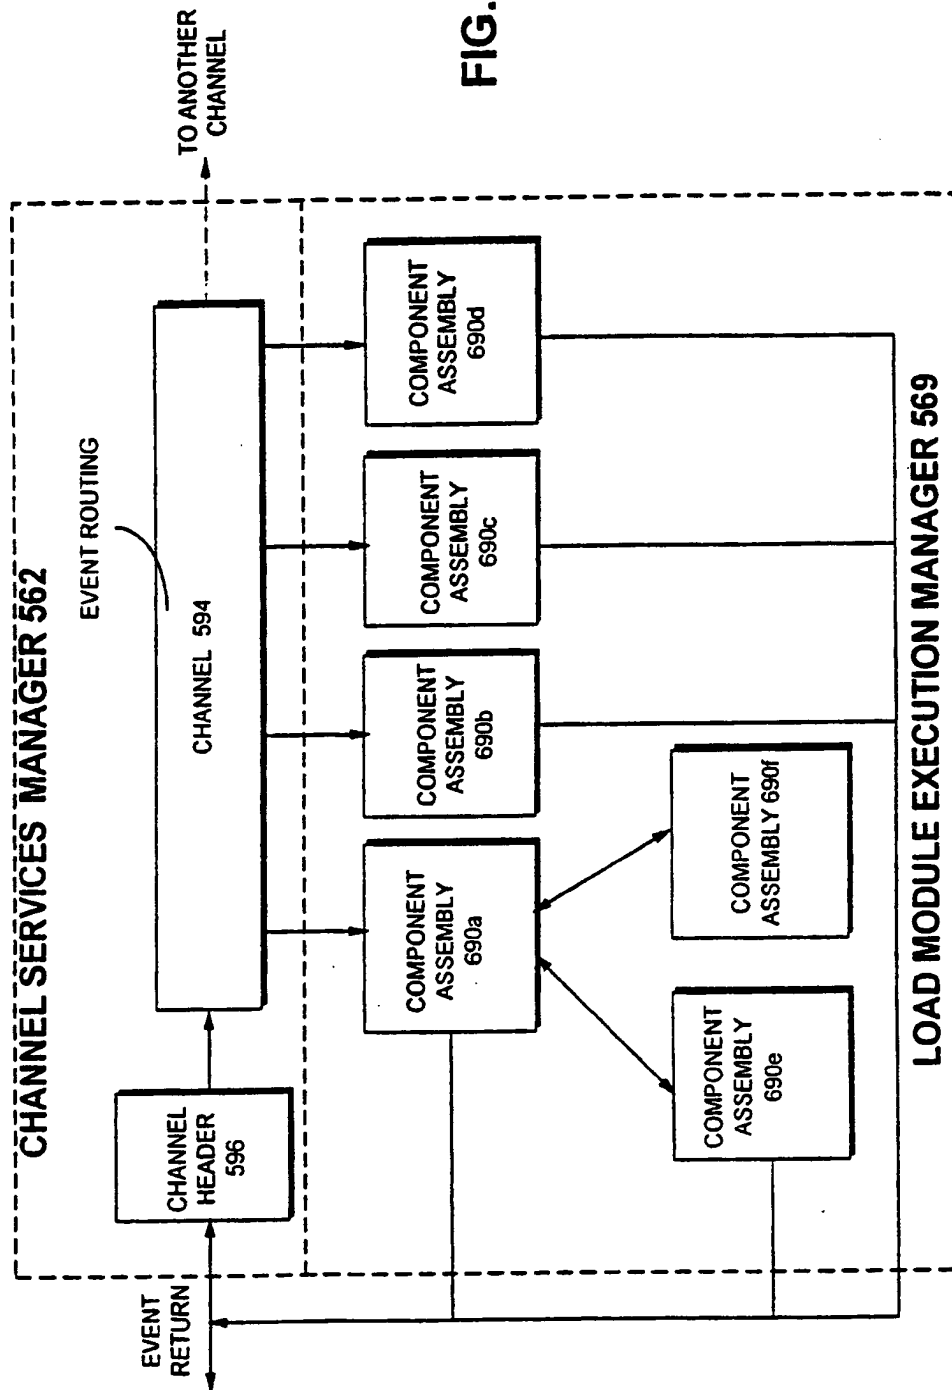 CHANNEL SERVICES MANAGER 562
EVENT ROUTING
TO ANOTHER
CHANNEL
EVENT
RETURN
CHANNEL
HEADER
596
CHANNEL 594
COMPONENT
ASSEMBLY
690a
COMPONENT
ASSEMBLY
690b
COMPONENT
ASSEMBLY
690c
COMPONENT
ASSEMBLY
690d
COMPONENT
ASSEMBLY
690e
COMPONENT
ASSEMBLY 690f
LOAD MODULE EXECUTION MANAGER 569
FIG.